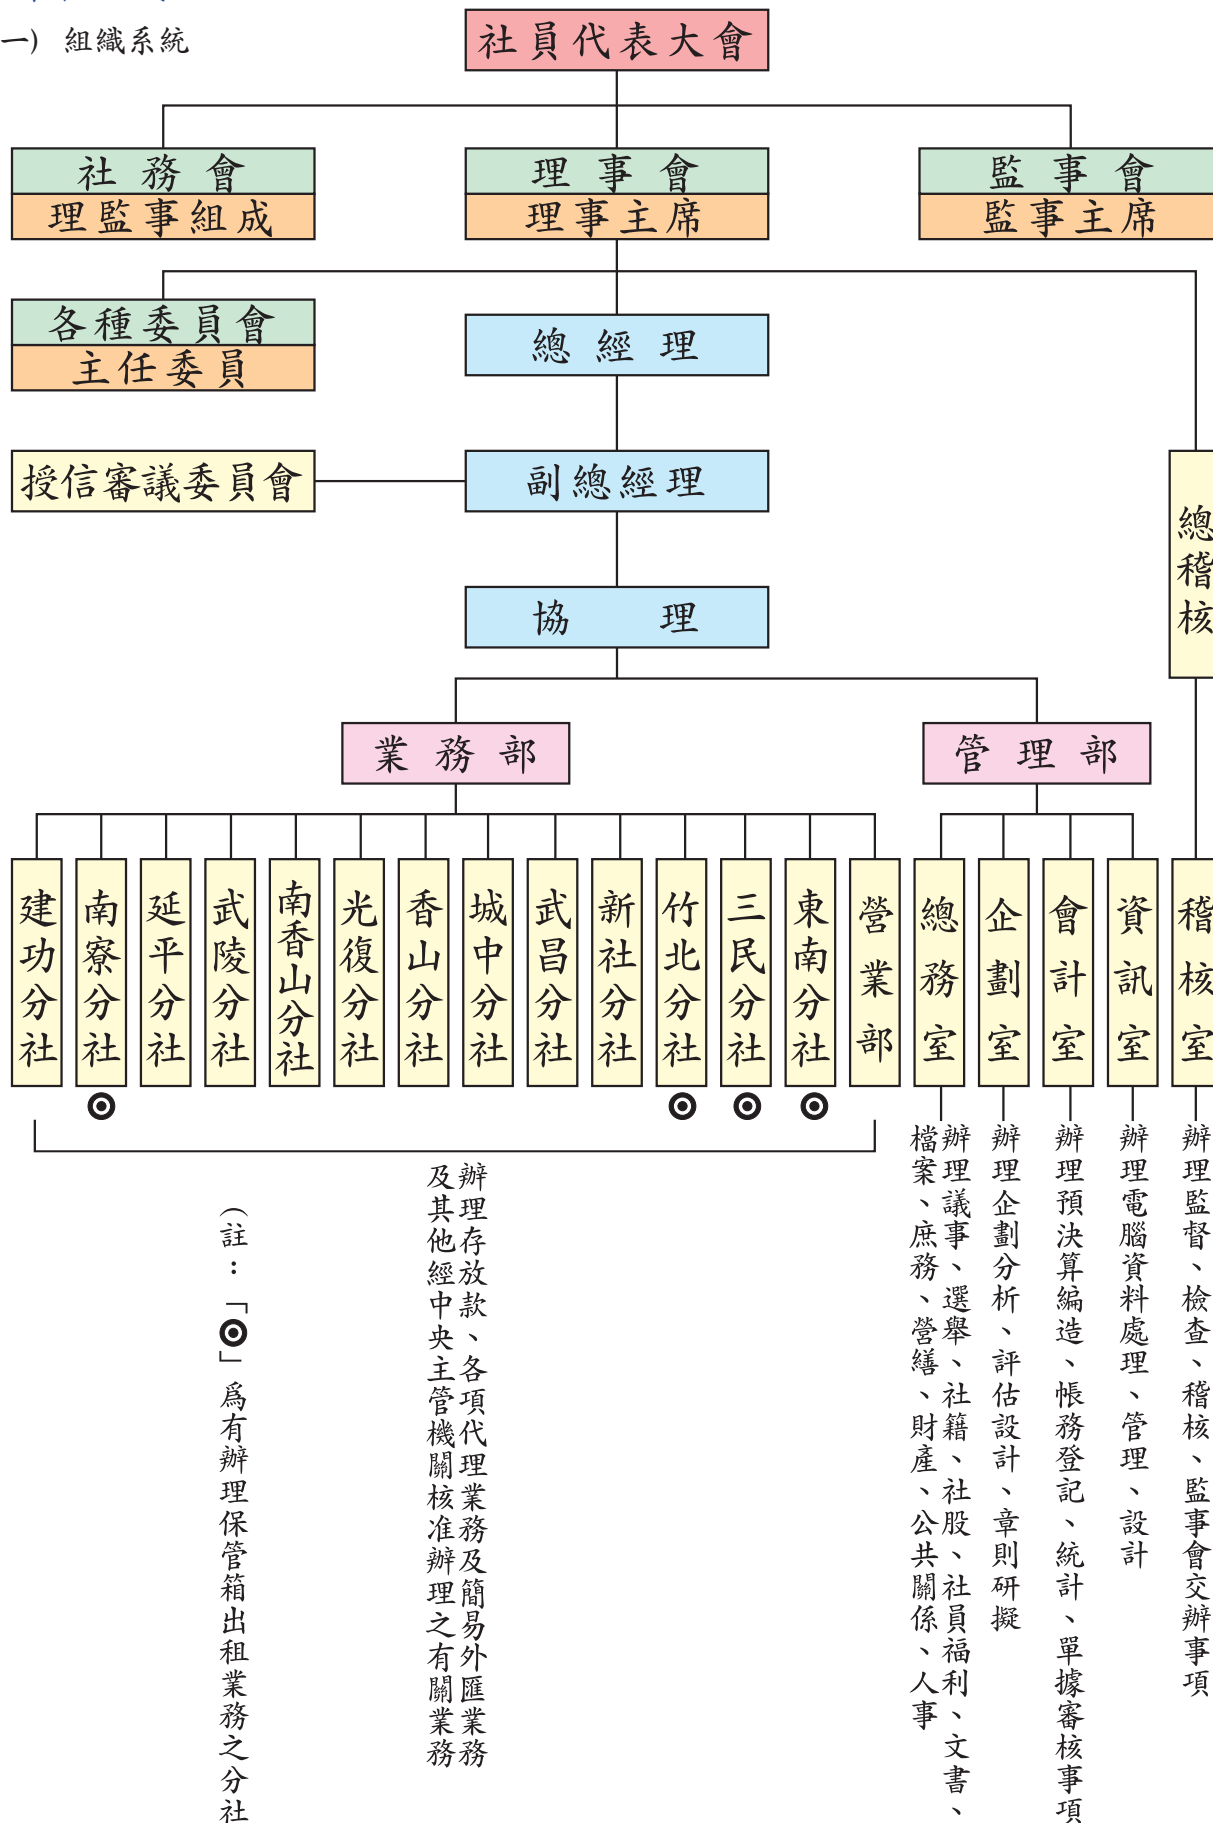 一) 組織系統
社員代表大會
社務會
理監事組成
理事會
理事主席
監事會
監事主席
各種委員會
主任委員
總經理
授信審議委員會
副總經理
總稽核
協理
業務部
管理部
建功分社
南寮分社
延平分社
武陵分社
南香山分社
光復分社
香山分社
城中分社
武昌分社
新社分社
竹北分社
三民分社
東南分社
營業部
總務室
企劃室
會計室
資訊室
稽核室
辦理監督、檢查、稽核、監事會交辦事項
辦理電腦資料處理、管理、設計
辦理預決算編造、帳務登記、統計、單據審核事項
辦理企劃分析、評估設計、章則研擬
辦理議事、選舉、社籍、社股、社員福利、文書、
檔案、庶務、營繕、財產、公共關係、人事
辦理存放款、各項代理業務及簡易外匯業務
及其他經中央主管機關核准辦理之有關業務
(註：「◎」爲有辦理保管箱出租業務之分社